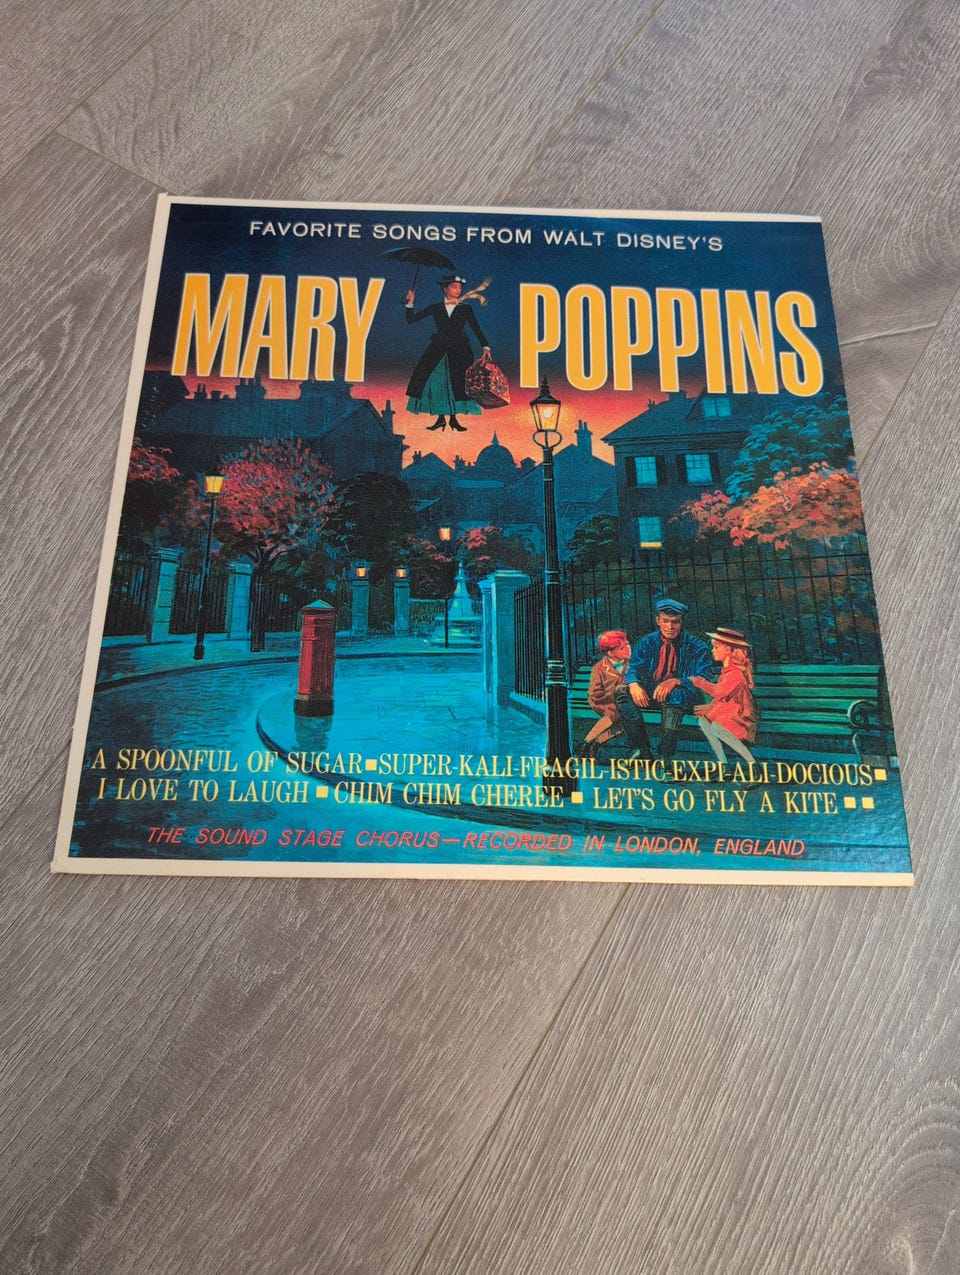 FAVORITE SONGS FROM WALT DISNEY'S
MARY POPPINS
A SPOONFUL OF SUGAR■SUPER-KALI-FRAGIL-ISTIC-EXPI-ALI-DOCIOUS■
I LOVE TO LAUGH ■ CHIM CHIM CHEREE ■ LET'S GO FLY A KITE ■ ■
THE SOUND STAGE CHORUS—RECORDED IN LONDON, ENGLAND